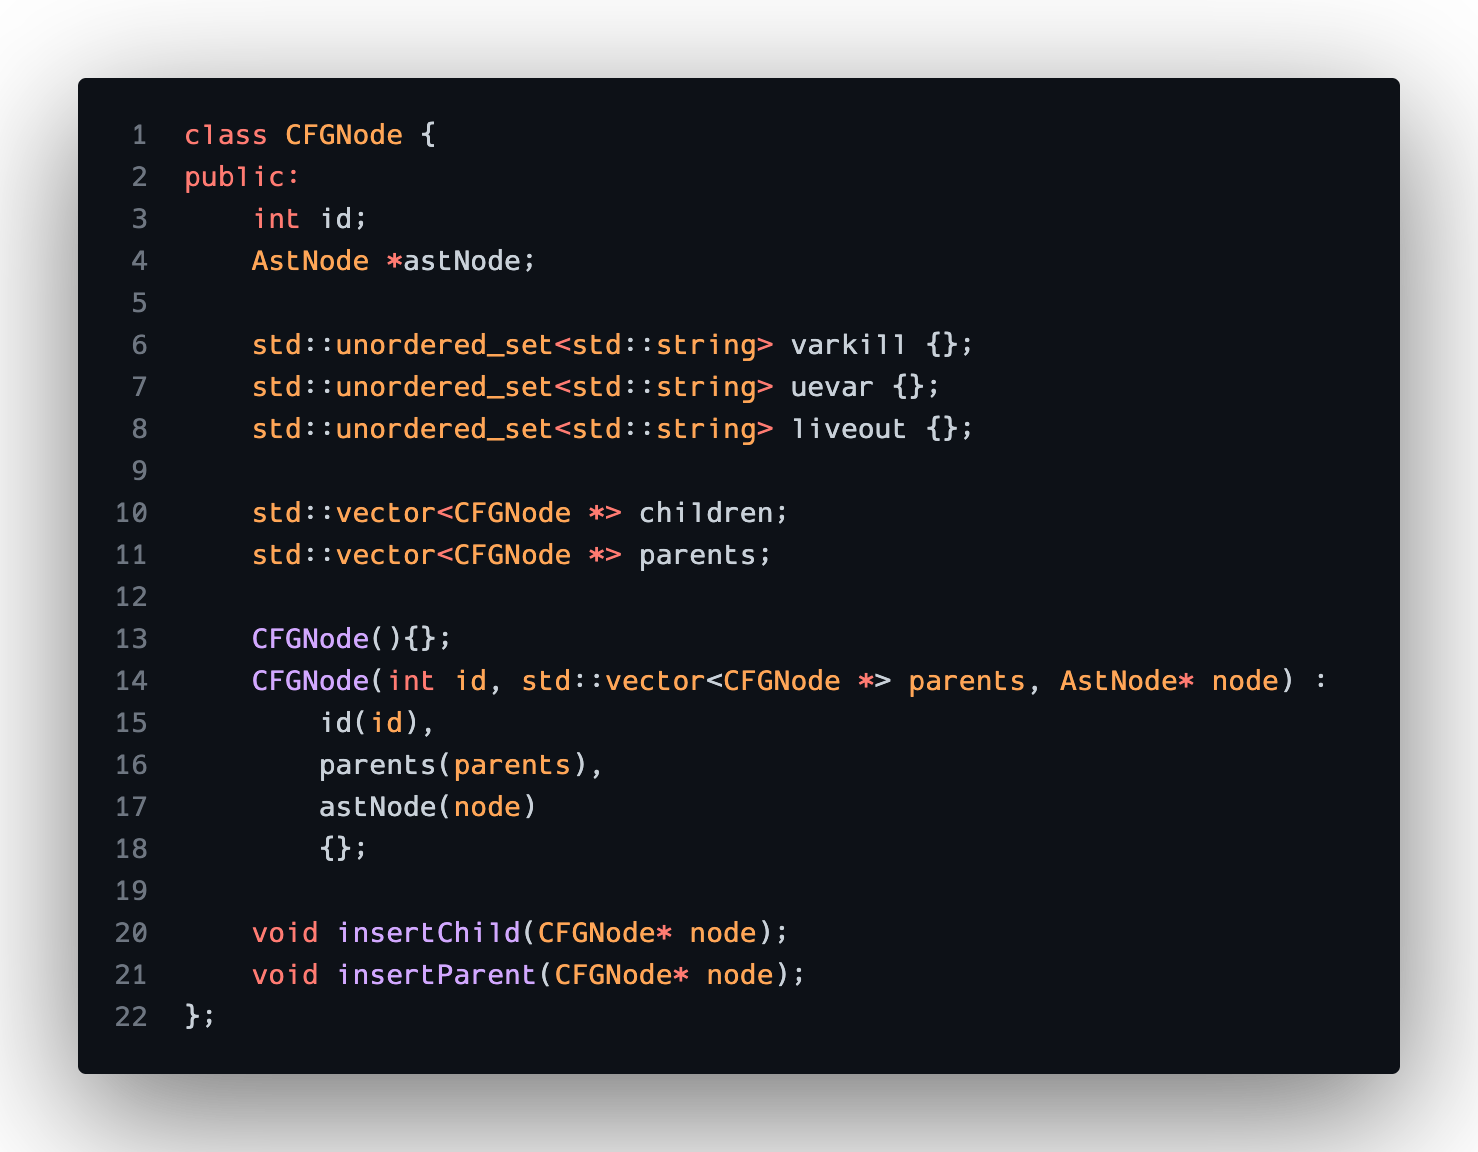 1 class CFGNode {
2 public:
3     int id;
4     AstNode *astNode;
5
6     std::unordered_set<std::string> varkill {};
7     std::unordered_set<std::string> uevar {};
8     std::unordered_set<std::string> liveout {};
9
10     std::vector<CFGNode *> children;
11     std::vector<CFGNode *> parents;
12
13     CFGNode(){};
14     CFGNode(int id, std::vector<CFGNode *> parents, AstNode* node) :
15         id(id),
16         parents(parents),
17         astNode(node)
18         {};
19
20     void insertChild(CFGNode* node);
21     void insertParent(CFGNode* node);
22 };